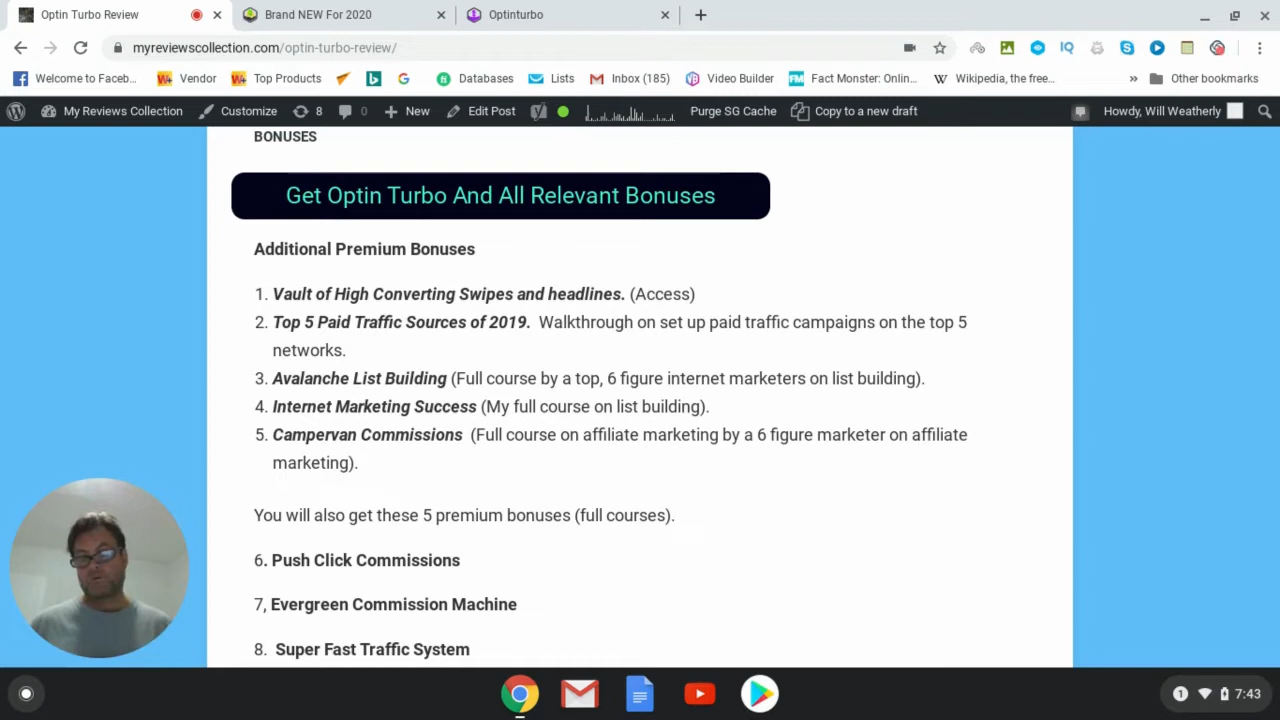 Optin Turbo Review
Brand NEW For 2020
Optinturbo
myreviewscollection.com/optin-turbo-review/
IQ
Welcome to Faceb...
Vendor
Top Products
Databases
Lists
Inbox (185)
Video Builder
Fact Monster: Onlin...
Wikipedia, the free...
»
Other bookmarks
My Reviews Collection
Customize
8
0
New
Edit Post
Purge SG Cache
Copy to a new draft
Howdy, Will Weatherly
BONUSES
Get Optin Turbo And All Relevant Bonuses
Additional Premium Bonuses
1. Vault of High Converting Swipes and headlines. (Access)
2. Top 5 Paid Traffic Sources of 2019.  Walkthrough on set up paid traffic campaigns on the top 5
networks.
3. Avalanche List Building (Full course by a top, 6 figure internet marketers on list building).
4. Internet Marketing Success (My full course on list building).
5. Campervan Commissions  (Full course on affiliate marketing by a 6 figure marketer on affiliate
marketing).
You will also get these 5 premium bonuses (full courses).
6. Push Click Commissions
7, Evergreen Commission Machine
8.  Super Fast Traffic System
1
7:43